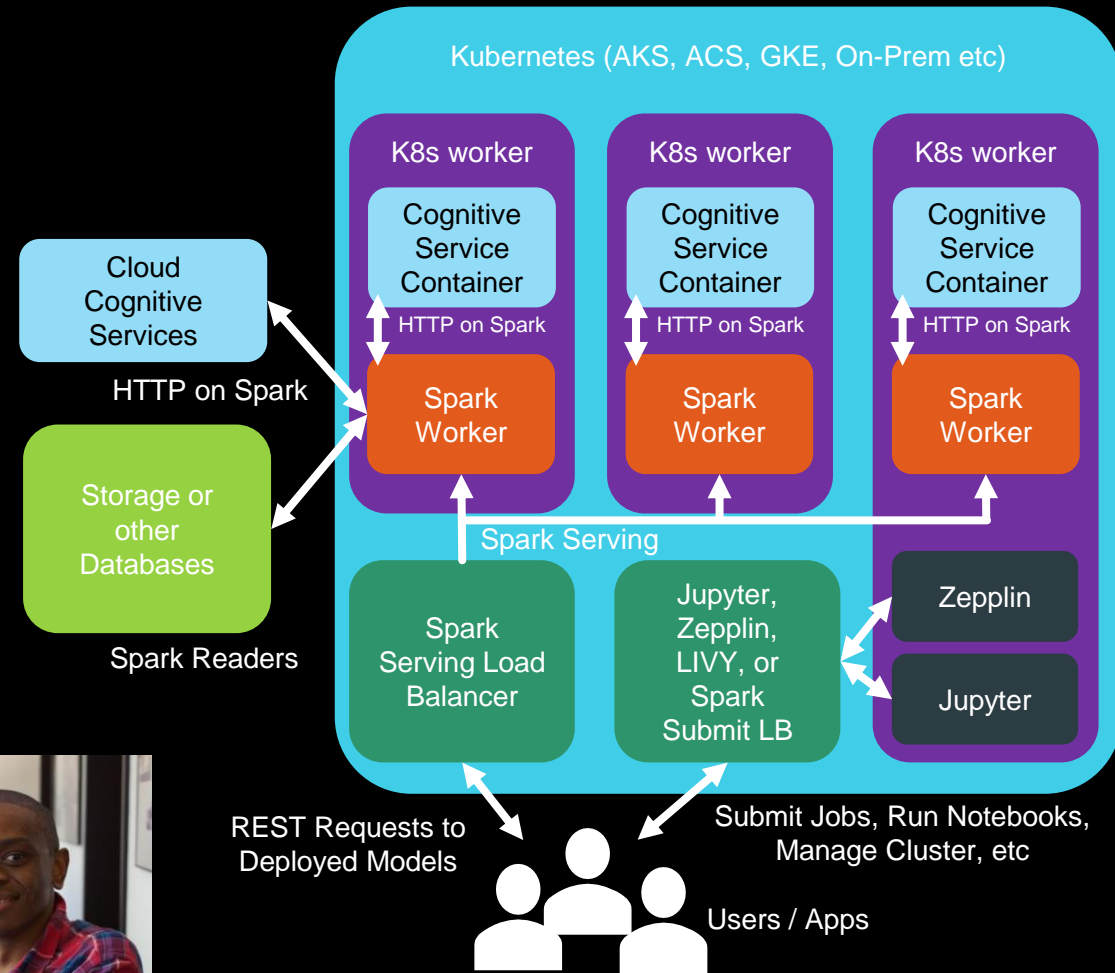 Kubernetes (AKS, ACS, GKE, On-Prem etc)
K8s worker
K8s worker
K8s worker
Cognitive
Service
Container
Cognitive
Service
Container
Cognitive
Service
Container
Cloud
Cognitive
Services
HTTP on Spark
HTTP on Spark
HTTP on Spark
HTTP on Spark
Spark
Worker
Spark
Worker
Spark
Worker
Storage or
other
Databases
Spark Readers
Spark Serving
Spark
Serving Load
Balancer
Jupyter,
Zepplin,
LIVY, or
Spark
Submit LB
Zepplin
Jupyter
REST Requests to
Deployed Models
Submit Jobs, Run Notebooks,
Manage Cluster, etc
Users / Apps